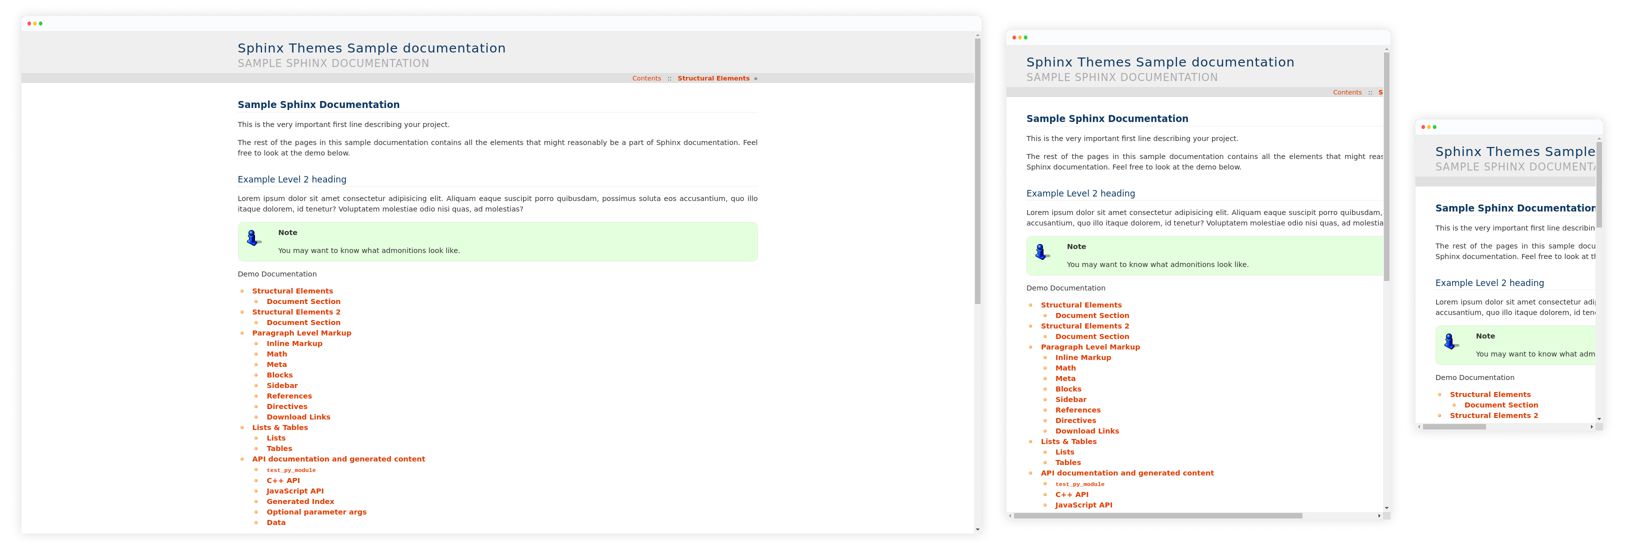 Sphinx Themes Sample documentation
SAMPLE SPHINX DOCUMENTATION
Contents :: Structural Elements »
Sample Sphinx Documentation
This is the very important first line describing your project.
The rest of the pages in this sample documentation contains all the elements that might reasonably be a part of Sphinx documentation. Feel
free to look at the demo below.
Example Level 2 heading
Lorem ipsum dolor sit amet consectetur adipisicing elit. Aliquam eaque suscipit porro quibusdam, possimus soluta eos accusantium, quo illo
itaque dolorem, id tenetur? Voluptatem molestiae odio nisi quas, ad molestias?
Note
You may want to know what admonitions look like.
Demo Documentation
Structural Elements
Document Section
Structural Elements 2
Document Section
Paragraph Level Markup
Inline Markup
Math
Meta
Blocks
Sidebar
References
Directives
Download Links
Lists & Tables
Lists
Tables
API documentation and generated content
test_py_module
C++ API
JavaScript API
Generated Index
Optional parameter args
Data
Sphinx Themes Sample documentation
SAMPLE SPHINX DOCUMENTATION
Contents :: S
Sample Sphinx Documentation
This is the very important first line describing your project.
The rest of the pages in this sample documentation contains all the elements that might reas
Sphinx documentation. Feel free to look at the demo below.
Example Level 2 heading
Lorem ipsum dolor sit amet consectetur adipisicing elit. Aliquam eaque suscipit porro quibusdam,
accusantium, quo illo itaque dolorem, id tenetur? Voluptatem molestiae odio nisi quas, ad molestia
Note
You may want to know what admonitions look like.
Demo Documentation
Structural Elements
Document Section
Structural Elements 2
Document Section
Paragraph Level Markup
Inline Markup
Math
Meta
Blocks
Sidebar
References
Directives
Download Links
Lists & Tables
Lists
Tables
API documentation and generated content
test_py_module
C++ API
JavaScript API
Sphinx Themes Sample
SAMPLE SPHINX DOCUMENTA
Sample Sphinx Documentation
This is the very important first line describin
The rest of the pages in this sample docu
Sphinx documentation. Feel free to look at th
Example Level 2 heading
Lorem ipsum dolor sit amet consectetur adip
accusantium, quo illo itaque dolorem, id tene
Note
You may want to know what adm
Demo Documentation
Structural Elements
Document Section
Structural Elements 2